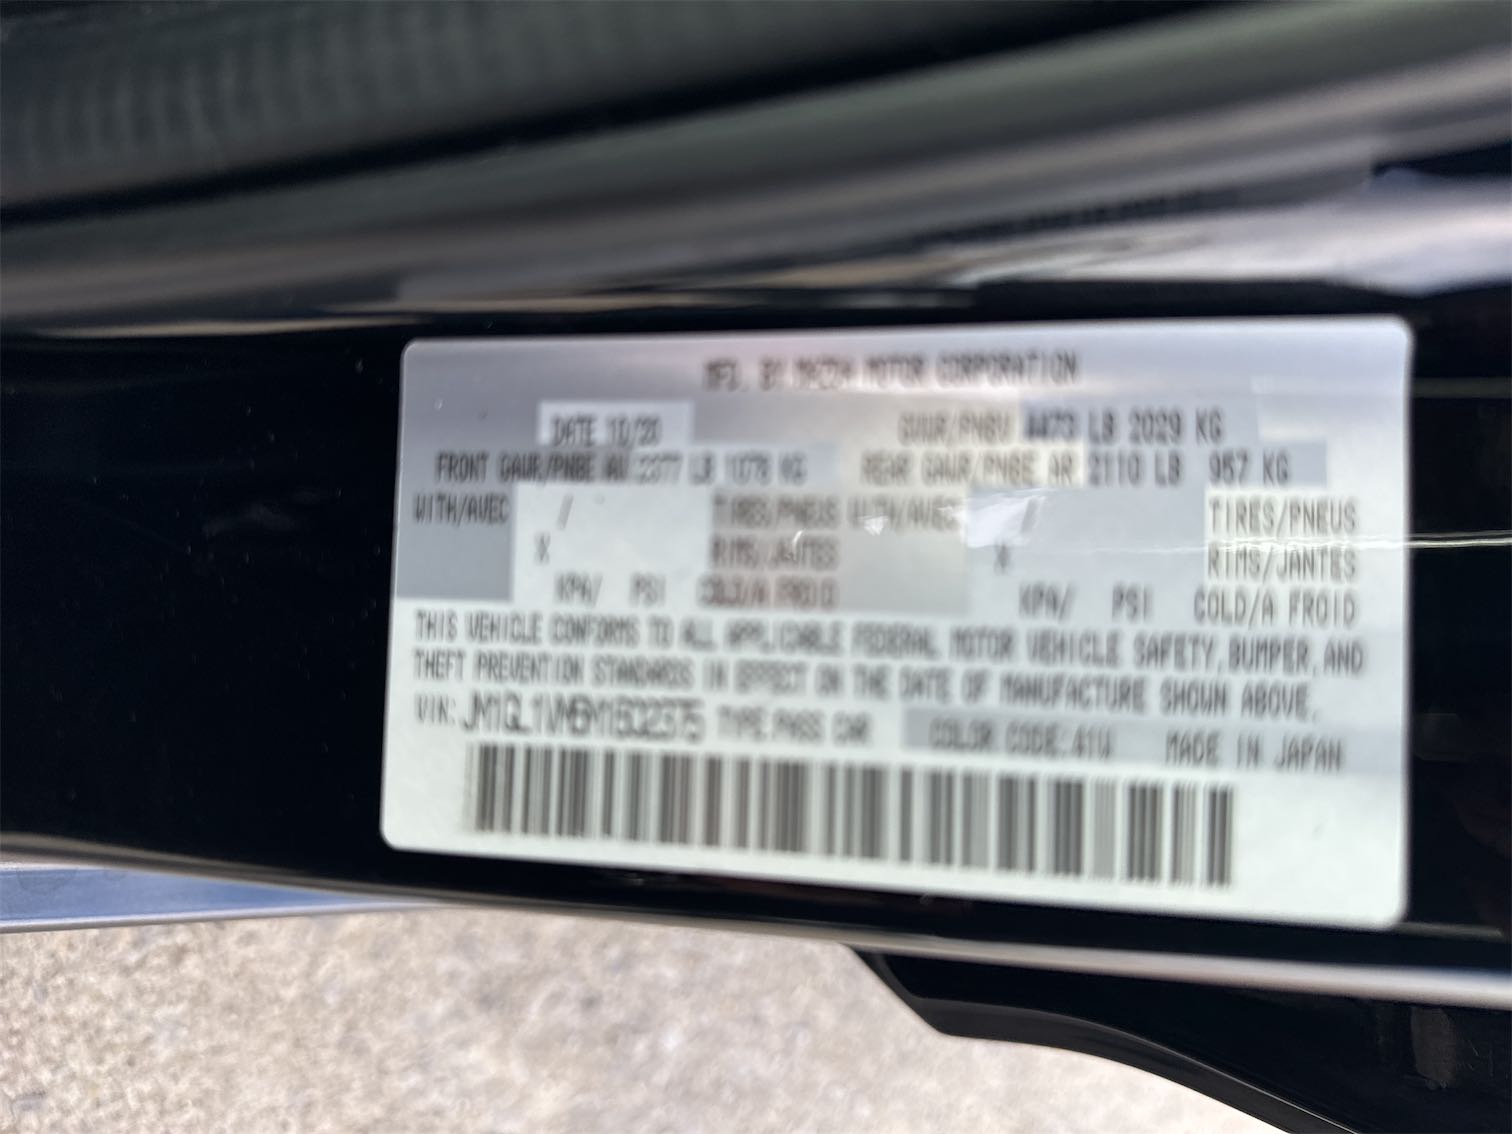 MFD. BY MAZDA MOTOR CORPORATION
DATE 10/20 GVWR/PNBV 4473 LB 2029 KG
FRONT GAWR/PNBE AV 2377 LB 1078 KG REAR GAWR/PNBE AR 2110 LB 957 KG
WITH/AVEC / TIRES/PNEUS WITH/AVEC / TIRES/PNEUS
X RIMS/JANTES X RIMS/JANTES
KPA/ PSI COLD/A FROID KPA/ PSI COLD/A FROID
THIS VEHICLE CONFORMS TO ALL APPLICABLE FEDERAL MOTOR VEHICLE SAFETY, BUMPER, AND
THEFT PREVENTION STANDARDS IN EFFECT ON THE DATE OF MANUFACTURE SHOWN ABOVE.
VIN: TYPE:PASS CAR COLOR CODE:41W MADE IN JAPAN